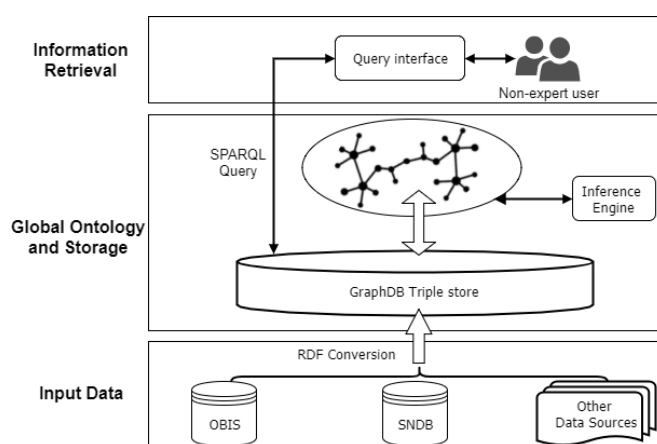 Information
Retrieval
Query interface
Non-expert user
SPARQL
Query
Global Ontology
and Storage
Inference
Engine
GraphDB Triple store
RDF Conversion
Input Data
OBIS
SNDB
Other
Data Sources